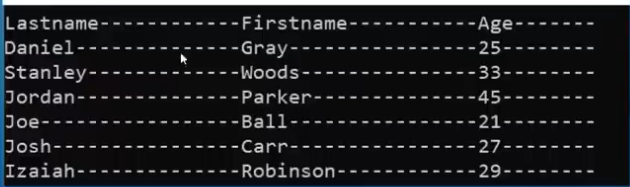 Lastname------------Firstname-----------Age-------
Daniel--------------Gray----------------25--------
Stanley-------------Woods---------------33--------
Jordan--------------Parker--------------45--------
Joe-----------------Ball----------------21--------
Josh----------------Carr----------------27--------
Izaiah--------------Robinson------------29--------